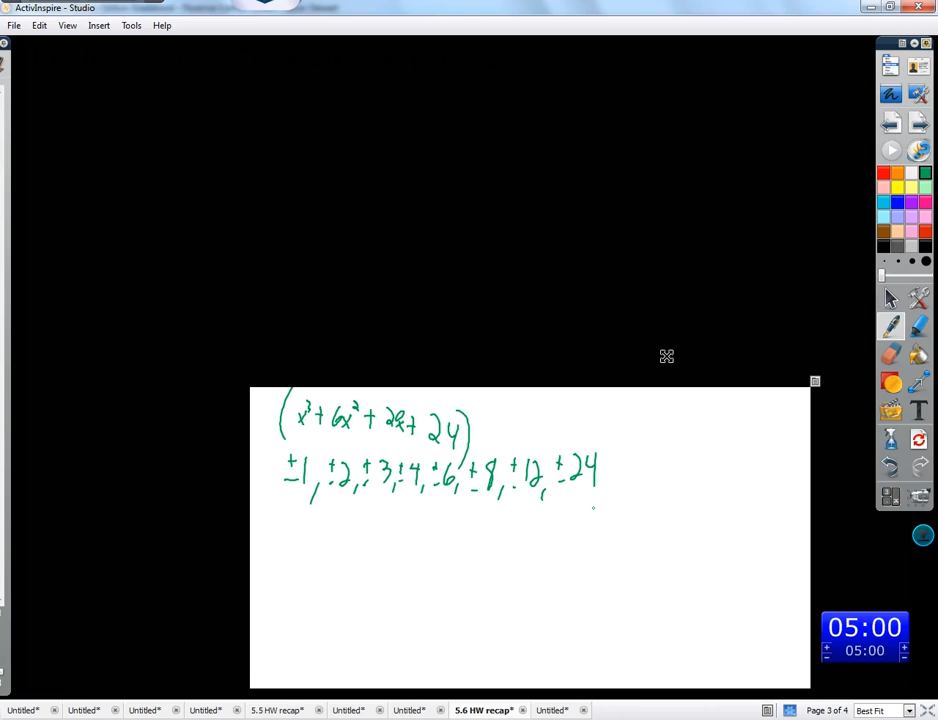 ActivInspire - Studio
File Edit View Insert Tools Help
(x³ + 6x² + 20x + 24)
±1, ±2, ±3, ±4, ±6, ±8, ±12, ±24
05:00
05:00
Untitled* Untitled* Untitled* Untitled* 5.5 HW recap* Untitled* Untitled* 5.6 HW recap* Untitled* Page 3 of 4 Best Fit